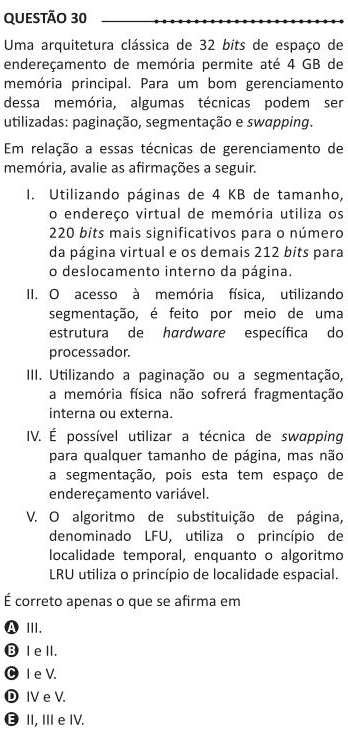 QUESTÃO 30
Uma arquitetura clássica de 32 bits de espaço de
endereçamento de memória permite até 4 GB de
memória principal. Para um bom gerenciamento
dessa memória, algumas técnicas podem ser
utilizadas: paginação, segmentação e swapping.
Em relação a essas técnicas de gerenciamento de
memória, avalie as afirmações a seguir.
I. Utilizando páginas de 4 KB de tamanho,
o endereço virtual de memória utiliza os
220 bits mais significativos para o número
da página virtual e os demais 212 bits para
o deslocamento interno da página.
II. O acesso à memória física, utilizando
segmentação, é feito por meio de uma
estrutura de hardware específica do
processador.
III. Utilizando a paginação ou a segmentação,
a memória física não sofrerá fragmentação
interna ou externa.
IV. É possível utilizar a técnica de swapping
para qualquer tamanho de página, mas não
a segmentação, pois esta tem espaço de
endereçamento variável.
V. O algoritmo de substituição de página,
denominado LFU, utiliza o princípio de
localidade temporal, enquanto o algoritmo
LRU utiliza o princípio de localidade espacial.
É correto apenas o que se afirma em
A III.
B I e II.
C I e V.
D IV e V.
E II, III e IV.